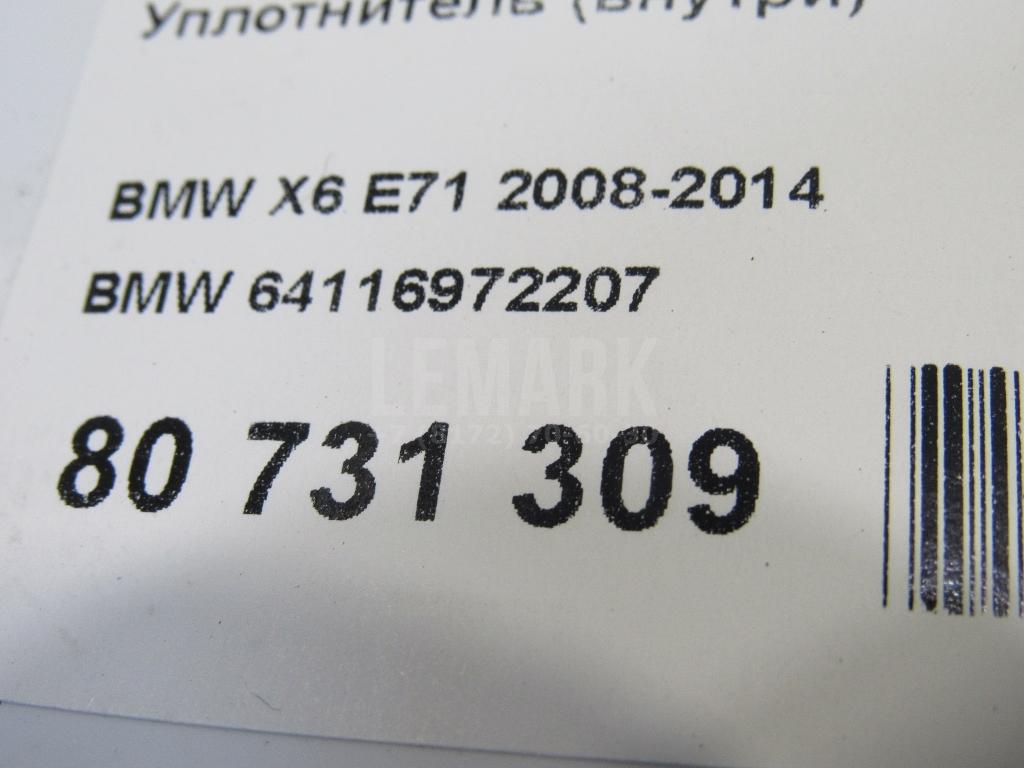 Уплотнитель (внутри)
BMW X6 E71 2008-2014
BMW 64116972207
LEMARK
80 731 309